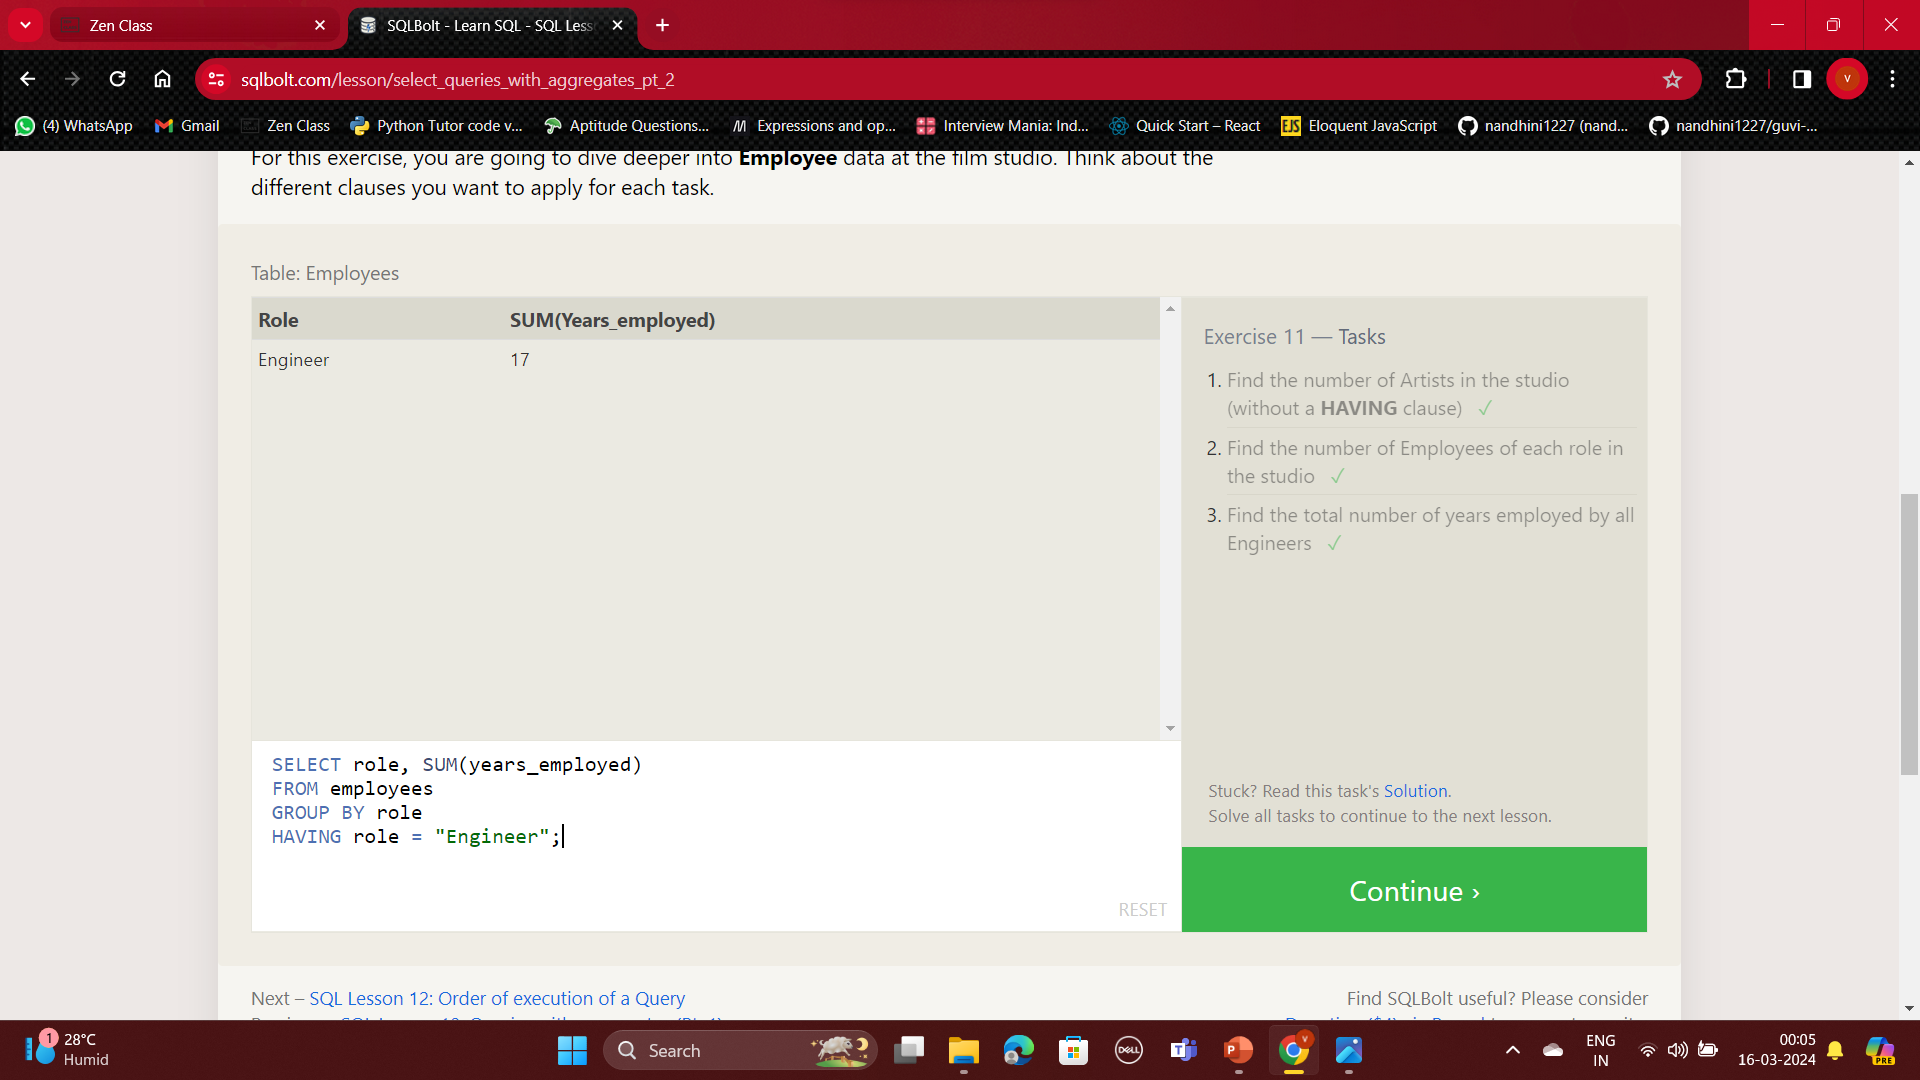 Zen Class
SQLBolt - Learn SQL - SQL Less
sqlbolt.com/lesson/select_queries_with_aggregates_pt_2
V
(4) WhatsApp
Gmail
Zen Class
Python Tutor code v...
Aptitude Questions...
Expressions and op...
Interview Mania: Ind...
Quick Start – React
EJS
Eloquent JavaScript
nandhini1227 (nand...
nandhini1227/guvi-...
For this exercise, you are going to dive deeper into Employee data at the film studio. Think about the
different clauses you want to apply for each task.
Table: Employees
Role SUM(Years_employed)
Engineer 17
Exercise 11 — Tasks
1. Find the number of Artists in the studio
(without a HAVING clause) ✓
2. Find the number of Employees of each role in
the studio ✓
3. Find the total number of years employed by all
Engineers ✓
SELECT role, SUM(years_employed)
FROM employees
GROUP BY role
HAVING role = "Engineer";
RESET
Stuck? Read this task's Solution.
Solve all tasks to continue to the next lesson.
Continue ›
Next – SQL Lesson 12: Order of execution of a Query
Find SQLBolt useful? Please consider
1
28°C
Humid
Search
DELL
ENG
IN
00:05
16-03-2024
PRE